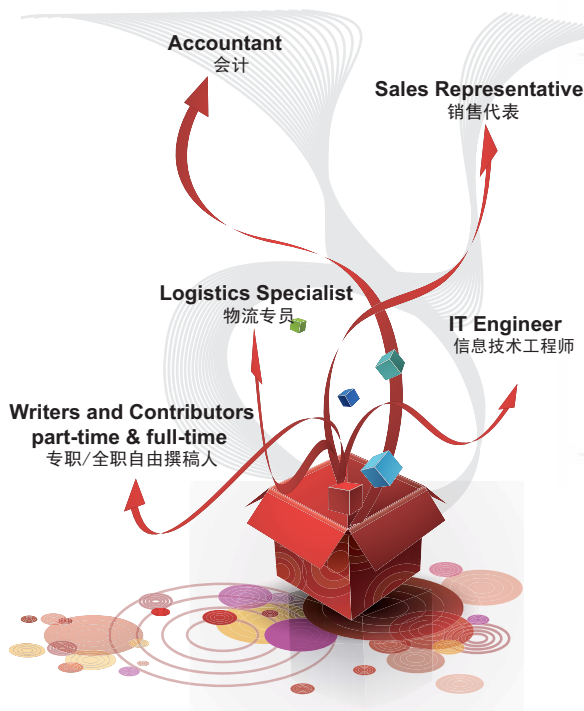 Accountant
会计
Sales Representative
销售代表
Logistics Specialist
物流专员
IT Engineer
信息技术工程师
Writers and Contributors
part-time & full-time
专职/全职自由撰稿人